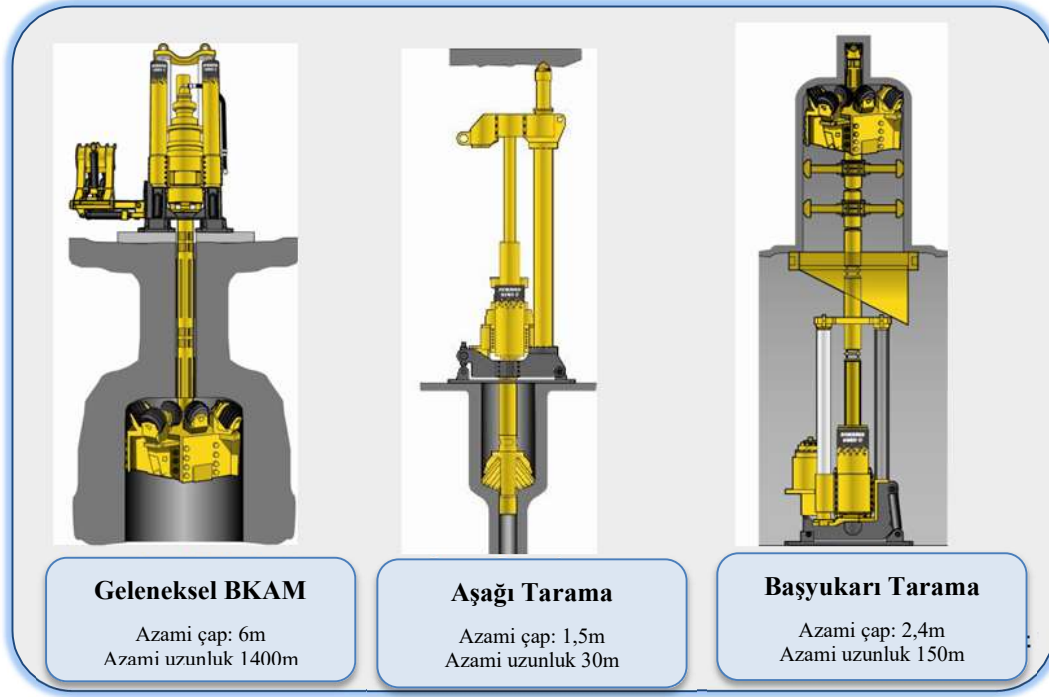 Geleneksel BKAM
Azami çap: 6m
Azami uzunluk 1400m
Aşağı Tarama
Azami çap: 1,5m
Azami uzunluk 30m
Başyukarı Tarama
Azami çap: 2,4m
Azami uzunluk 150m
: